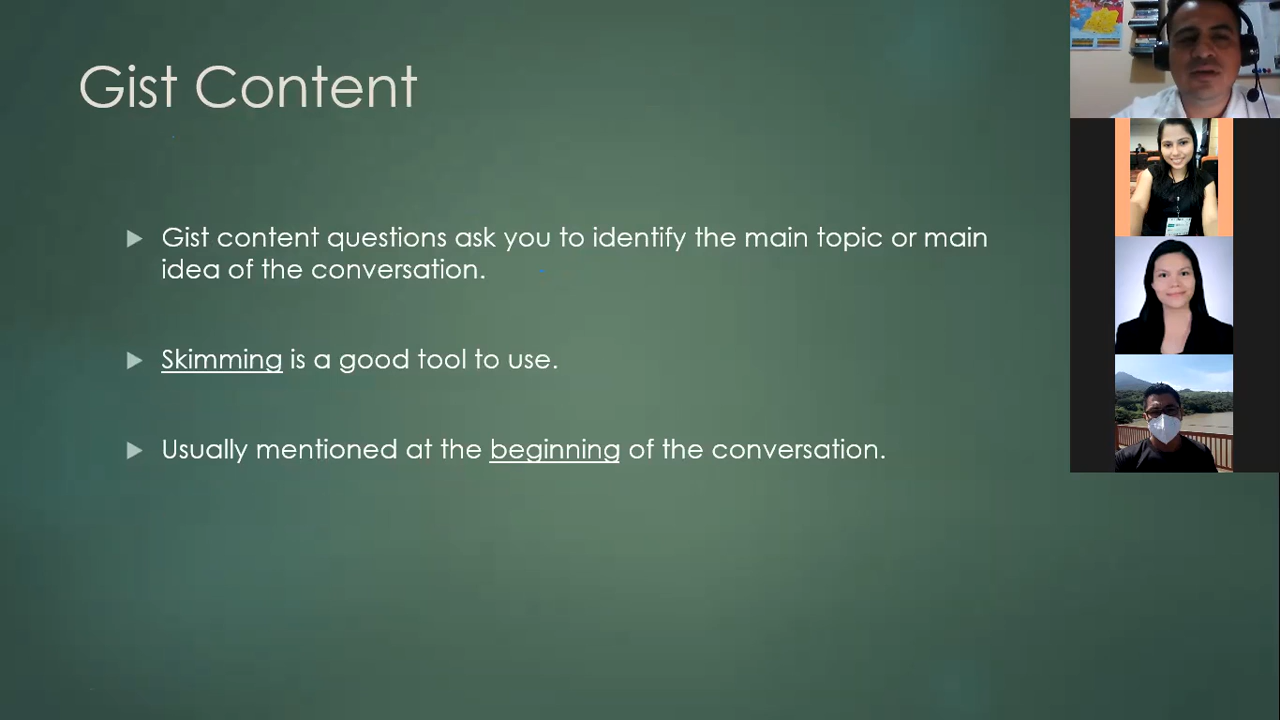 Gist Content
Gist content questions ask you to identify the main topic or main
idea of the conversation.
Skimming is a good tool to use.
Usually mentioned at the beginning of the conversation.